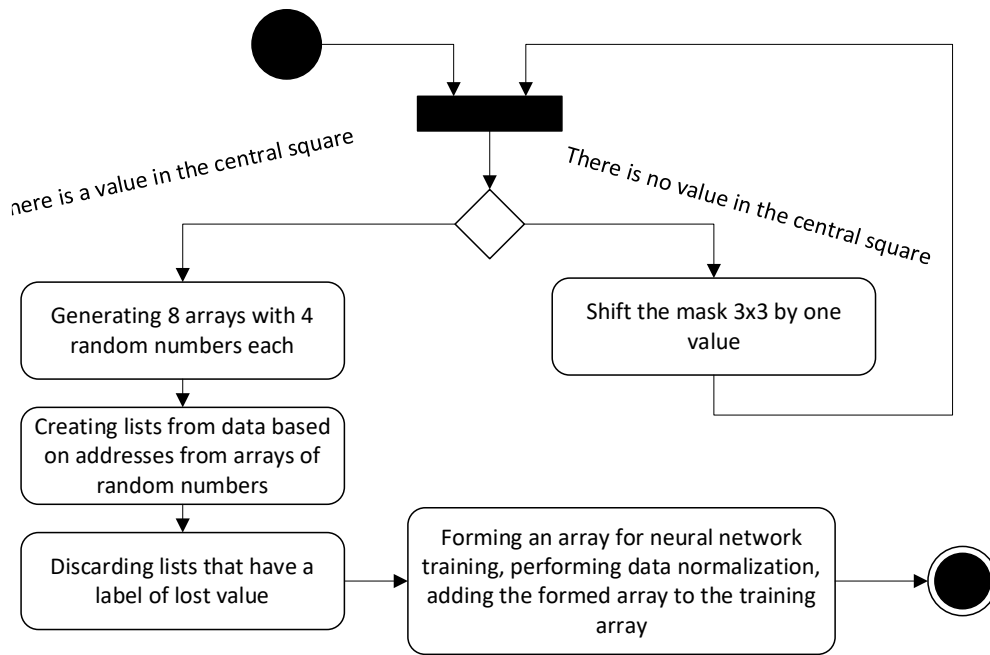 here is a value in the central square
There is no value in the central square
Generating 8 arrays with 4
random numbers each
Shift the mask 3x3 by one
value
Creating lists from data based
on addresses from arrays of
random numbers
Discarding lists that have a
label of lost value
Forming an array for neural network
training, performing data normalization,
adding the formed array to the training
array